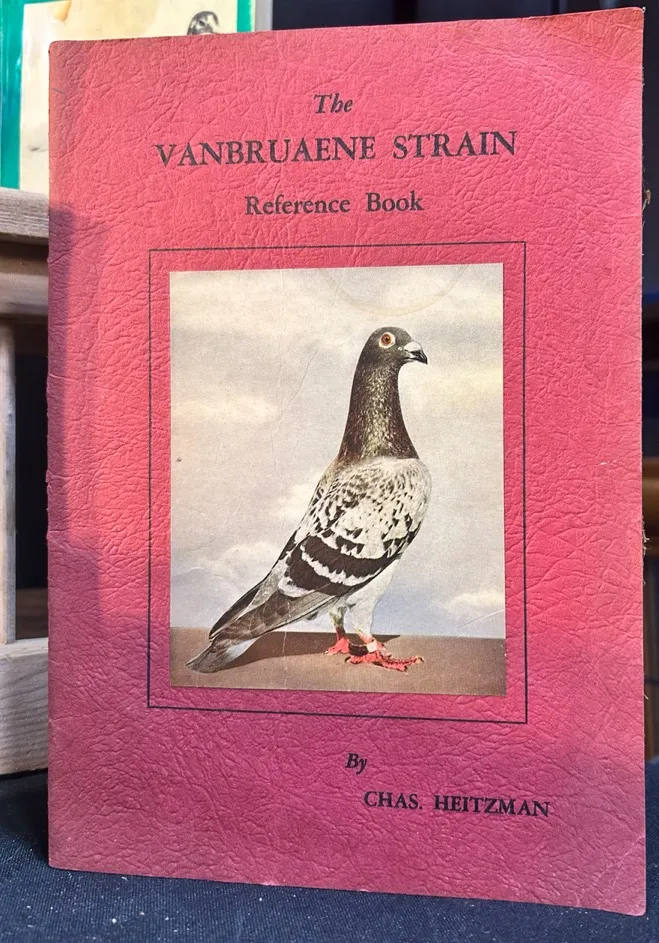 The
VANBRUAENE STRAIN
Reference Book
By
CHAS. HEITZMAN